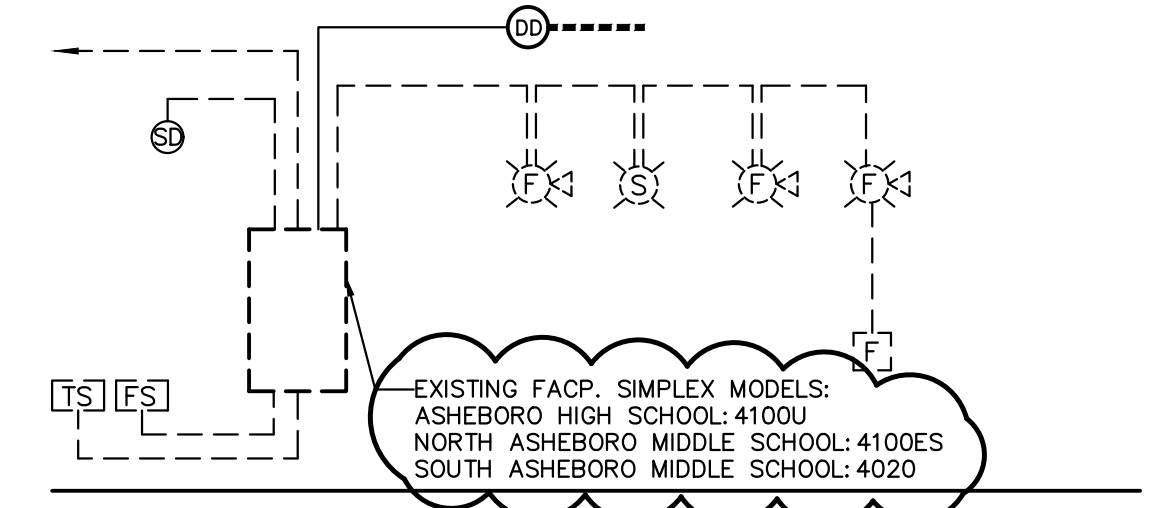 DD
SD
F S F F
F
TS FS
EXISTING FACP. SIMPLEX MODELS:
ASHEBORO HIGH SCHOOL: 4100U
NORTH ASHEBORO MIDDLE SCHOOL: 4100ES
SOUTH ASHEBORO MIDDLE SCHOOL: 4020